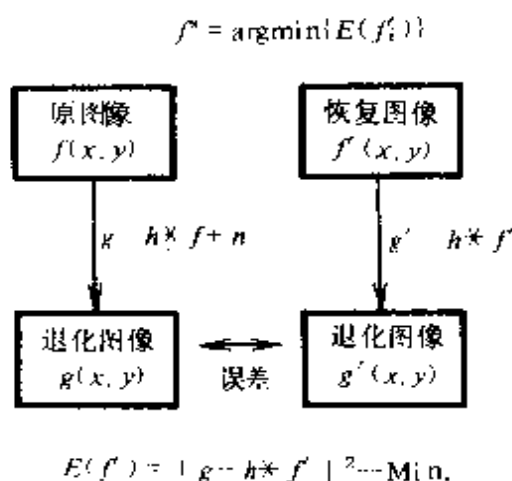 f* = argmin{E(f′ᵢ)}
原图像
f(x, y)
恢复图像
f′(x, y)
g h* f + n
g′ h* f′
退化图像
g(x, y)
误差
退化图像
g′(x, y)
E(f′) = | g - h* f′ | ² — Min.